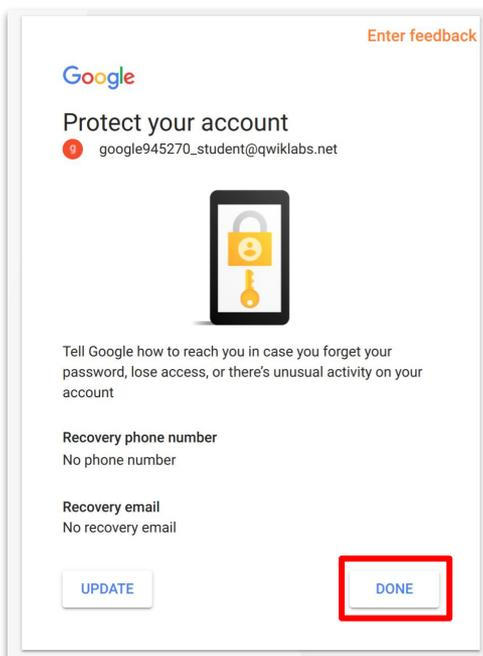 Enter feedback
Google
Protect your account
g google945270_student@qwiklabs.net
Tell Google how to reach you in case you forget your
password, lose access, or there's unusual activity on your
account
Recovery phone number
No phone number
Recovery email
No recovery email
UPDATE DONE